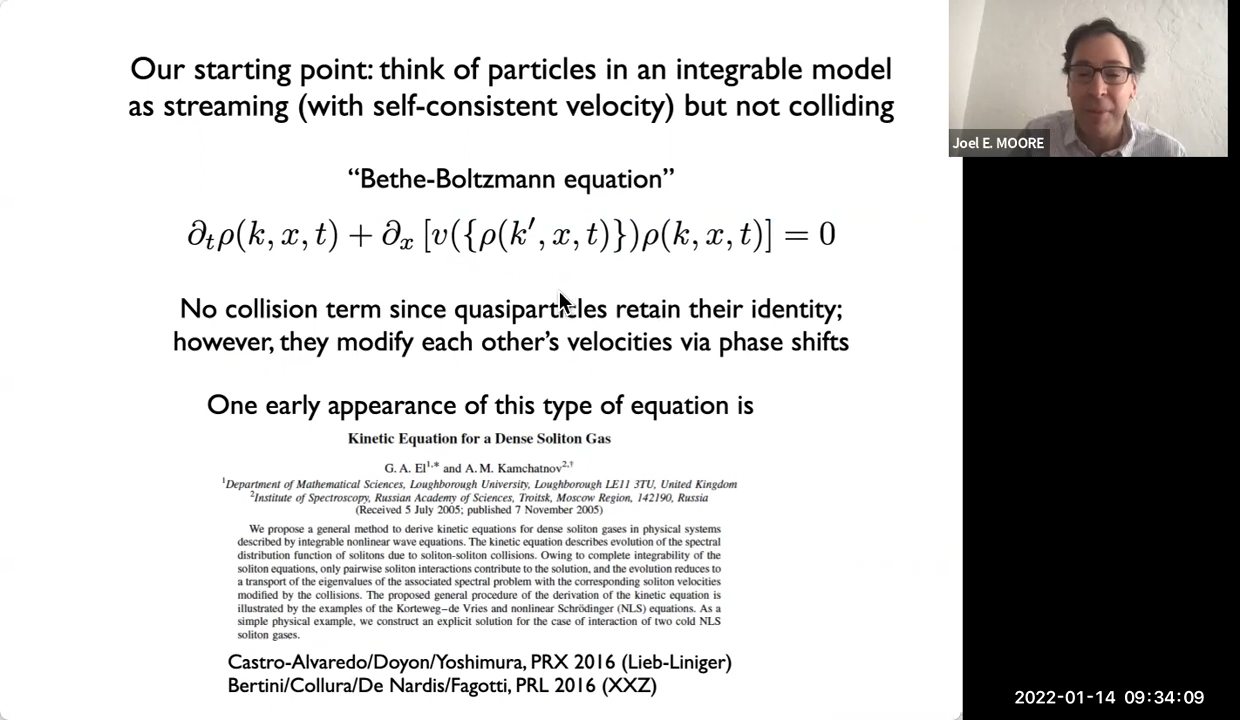 Our starting point: think of particles in an integrable model
as streaming (with self-consistent velocity) but not colliding
“Bethe-Boltzmann equation”
∂ₜρ(k, x, t) + ∂ₓ [v({ρ(k′, x, t)})ρ(k, x, t)] = 0
No collision term since quasiparticles retain their identity;
however, they modify each other’s velocities via phase shifts
One early appearance of this type of equation is
Kinetic Equation for a Dense Soliton Gas
G. A. El¹,* and A. M. Kamchatnov²,†
¹Department of Mathematical Sciences, Loughborough University, Loughborough LE11 3TU, United Kingdom
²Institute of Spectroscopy, Russian Academy of Sciences, Troitsk, Moscow Region, 142190, Russia
(Received 5 July 2005; published 7 November 2005)
We propose a general method to derive kinetic equations for dense soliton gases in physical systems
described by integrable nonlinear wave equations. The kinetic equation describes evolution of the spectral
distribution function of solitons due to soliton-soliton collisions. Owing to complete integrability of the
soliton equations, only pairwise soliton interactions contribute to the solution, and the evolution reduces to
a transport of the eigenvalues of the associated spectral problem with the corresponding soliton velocities
modified by the collisions. The proposed general procedure of the derivation of the kinetic equation is
illustrated by the examples of the Korteweg–de Vries and nonlinear Schrödinger (NLS) equations. As a
simple physical example, we construct an explicit solution for the case of interaction of two cold NLS
soliton gases.
Castro-Alvaredo/Doyon/Yoshimura, PRX 2016 (Lieb-Liniger)
Bertini/Collura/De Nardis/Fagotti, PRL 2016 (XXZ)
Joel E. MOORE
2022-01-14 09:34:09